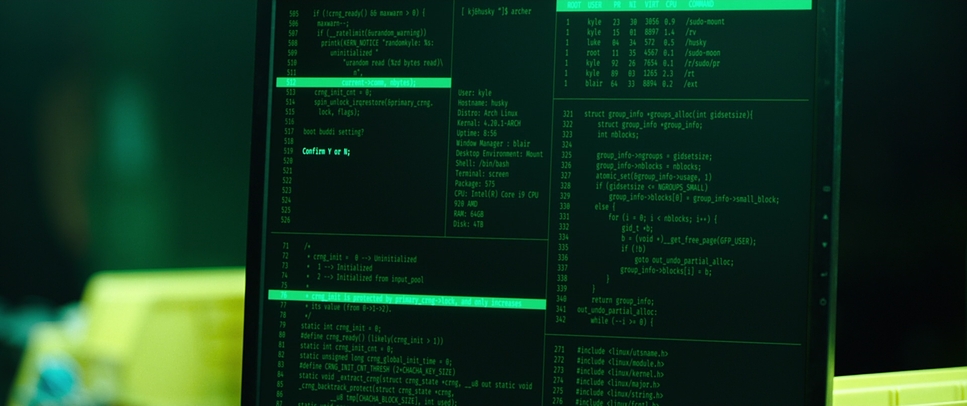 505 if (!crng_ready() && maxwarn > 0) {
506 maxwarn--;
507 if (__ratelimit(&urandom_warning))
508 printk(KERN_NOTICE "randomkyle: %s:
509 uninitialized "
510 "urandom read (%zd bytes read)\
511 n",
512 current->comm, nbytes);
513 crng_init_cnt = 0;
514 spin_unlock_irqrestore(&primary_crng.
515 lock, flags);
516
517 boot buddi setting?
518
519 Confirm Y or N;
520
521
522
523
524
525
526
[ kj@husky ~]$ archer
User: kyle
Hostname: husky
Distro: Arch Linux
Kernel: 4.20.1-ARCH
Uptime: 8:56
Window Manager : blair
Desktop Environment: Mount
Shell: /bin/bash
Terminal: screen
Package: 575
CPU: Intel(R) Core i9 CPU
920 AMD
RAM: 64GB
Disk: 4TB
ROOT USER PR NI VIRT CPU COMMAND
1 kyle 23 30 3056 0.9 /sudo-mount
1 kyle 15 01 8897 1.4 /rv
1 luke 04 34 572 0.5 /husky
1 root 11 35 4567 0.1 /sudo-moon
1 kyle 92 26 7654 0.1 /r/sudo/pr
1 kyle 89 03 1265 2.3 /rt
1 blair 64 33 8894 0.2 /ext
321 struct group_info *groups_alloc(int gidsetsize){
322 struct group_info *group_info;
323 int nblocks;
324
325 group_info->ngroups = gidsetsize;
326 group_info->nblocks = nblocks;
327 atomic_set(&group_info->usage, 1)
328 if (gidsetsize <= NGROUPS_SMALL)
329 group_info->blocks[0] = group_info->small_block;
330 else {
331 for (i = 0; i < nblocks; i++) {
332 gid_t *b;
333 b = (void *)__get_free_page(GFP_USER);
334 if (!b)
335 goto out_undo_partial_alloc;
336 group_info->blocks[i] = b;
337
338 }
339 }
340 return group_info;
341 out_undo_partial_alloc:
342 while (--i >= 0) {
71 /*
72 * crng_init = 0 --> Uninitialized
73 * 1 --> Initialized
74 * 2 --> Initialized from input_pool
75 *
76 * crng_init is protected by primary_crng->lock, and only increases
77 * its value (from 0->1->2).
78 */
79 static int crng_init = 0;
80 #define crng_ready() (likely(crng_init > 1))
81 static int crng_init_cnt = 0;
82 static unsigned long crng_global_init_time = 0;
83 #define CRNG_INIT_CNT_THRESH (2*CHACHA_KEY_SIZE)
84 static void _extract_crng(struct crng_state *crng, __u8 out static void
85 _crng_backtrack_protect(struct crng_state *crng,
86 __u8 tmp[CHACHA_BLOCK_SIZE], int used);
87
271 #include <linux/utsname.h>
272 #include <linux/module.h>
273 #include <linux/kernel.h>
274 #include <linux/major.h>
275 #include <linux/string.h>
276 #include <linux/fcntl.h>